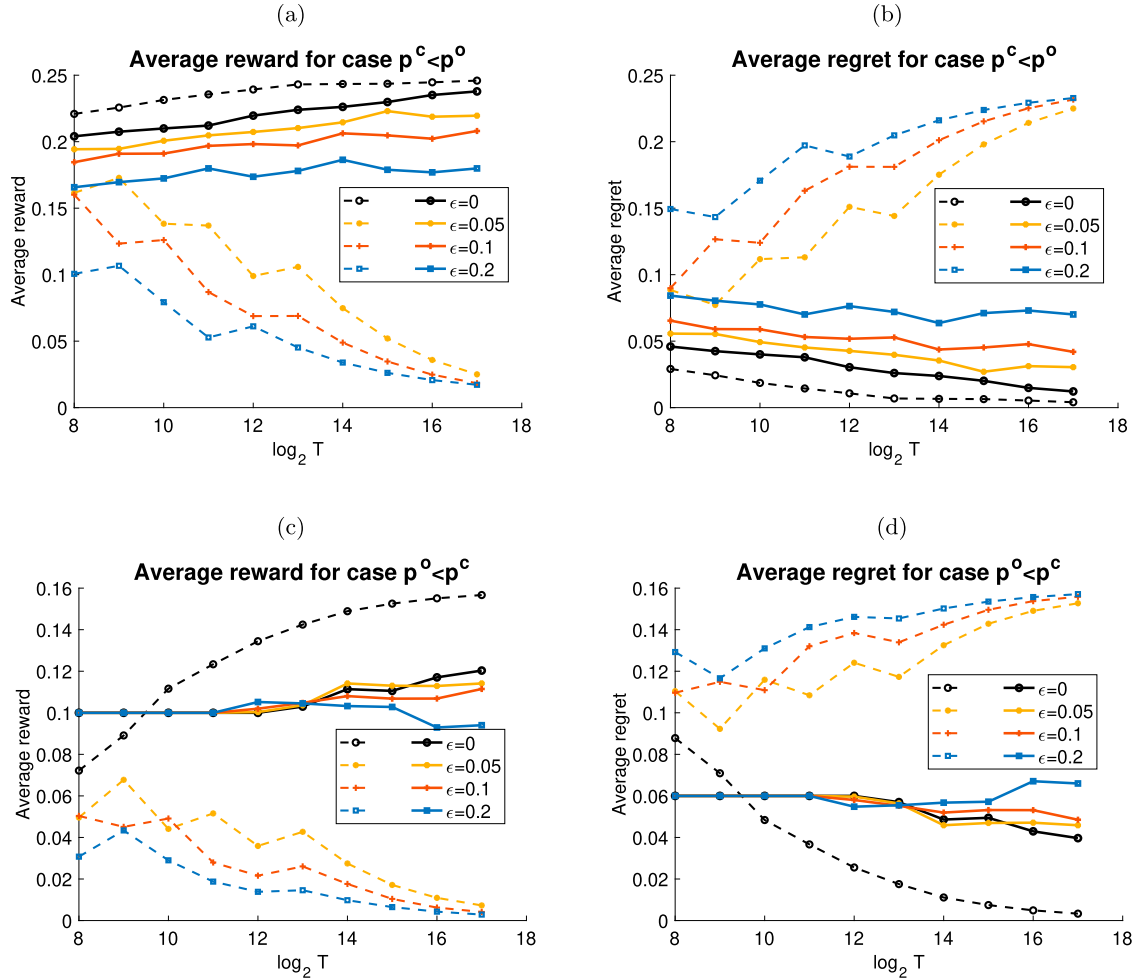 (a)
Average reward for case p^c<p^o
0.25
0.2
0.15
0.1
0.05
0
Average reward
ϵ=0
ϵ=0.05
ϵ=0.1
ϵ=0.2
8 10 12 14 16 18
log₂ T
(b)
Average regret for case p^c<p^o
0.25
0.2
0.15
0.1
0.05
0
Average regret
ϵ=0
ϵ=0.05
ϵ=0.1
ϵ=0.2
8 10 12 14 16 18
log₂ T
(c)
Average reward for case p^o<p^c
0.16
0.14
0.12
0.1
0.08
0.06
0.04
0.02
0
Average reward
ϵ=0
ϵ=0.05
ϵ=0.1
ϵ=0.2
8 10 12 14 16 18
log₂ T
(d)
Average regret for case p^o<p^c
0.16
0.14
0.12
0.1
0.08
0.06
0.04
0.02
0
Average regret
ϵ=0
ϵ=0.05
ϵ=0.1
ϵ=0.2
8 10 12 14 16 18
log₂ T